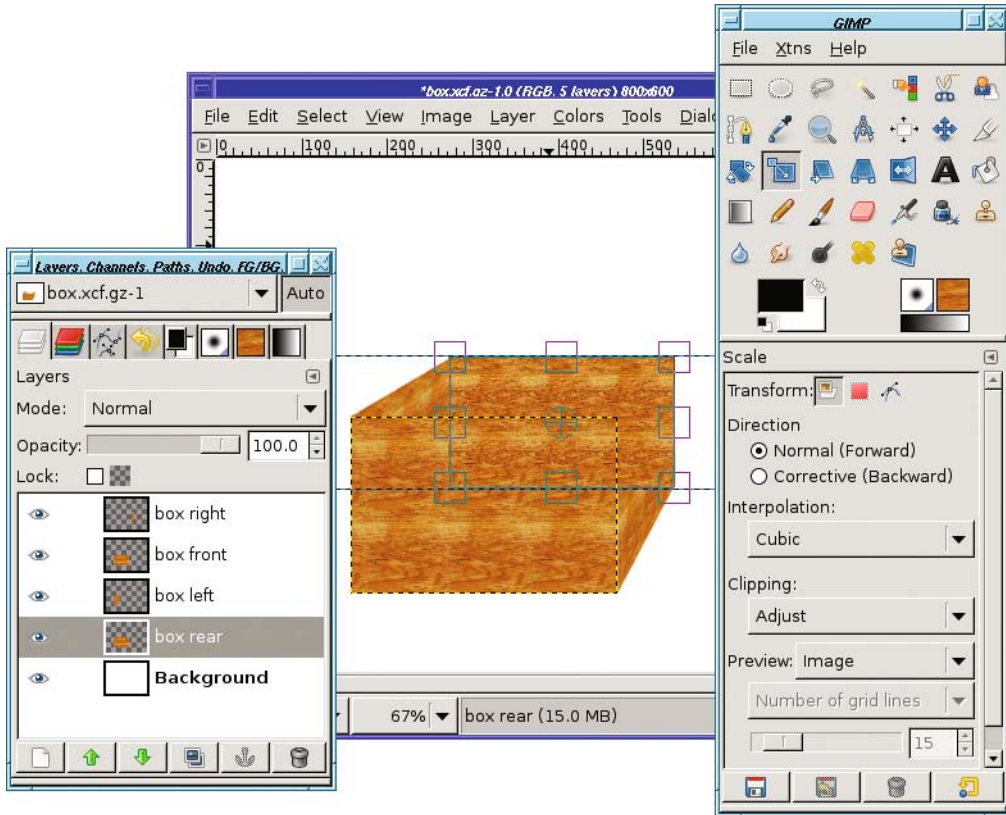 GIMP
File Xtns Help
*box.xcf.gz-1.0 (RGB, 5 layers) 800x600
File Edit Select View Image Layer Colors Tools Dialo
0 100 200 300 400 500
0
Layers, Channels, Paths, Undo, FG/BG,
box.xcf.gz-1 Auto
Layers
Mode: Normal
Opacity: 100.0
Lock:
box right
box front
box left
box rear
Background
67% box rear (15.0 MB)
Scale
Transform:
Direction
Normal (Forward)
Corrective (Backward)
Interpolation:
Cubic
Clipping:
Adjust
Preview: Image
Number of grid lines
15